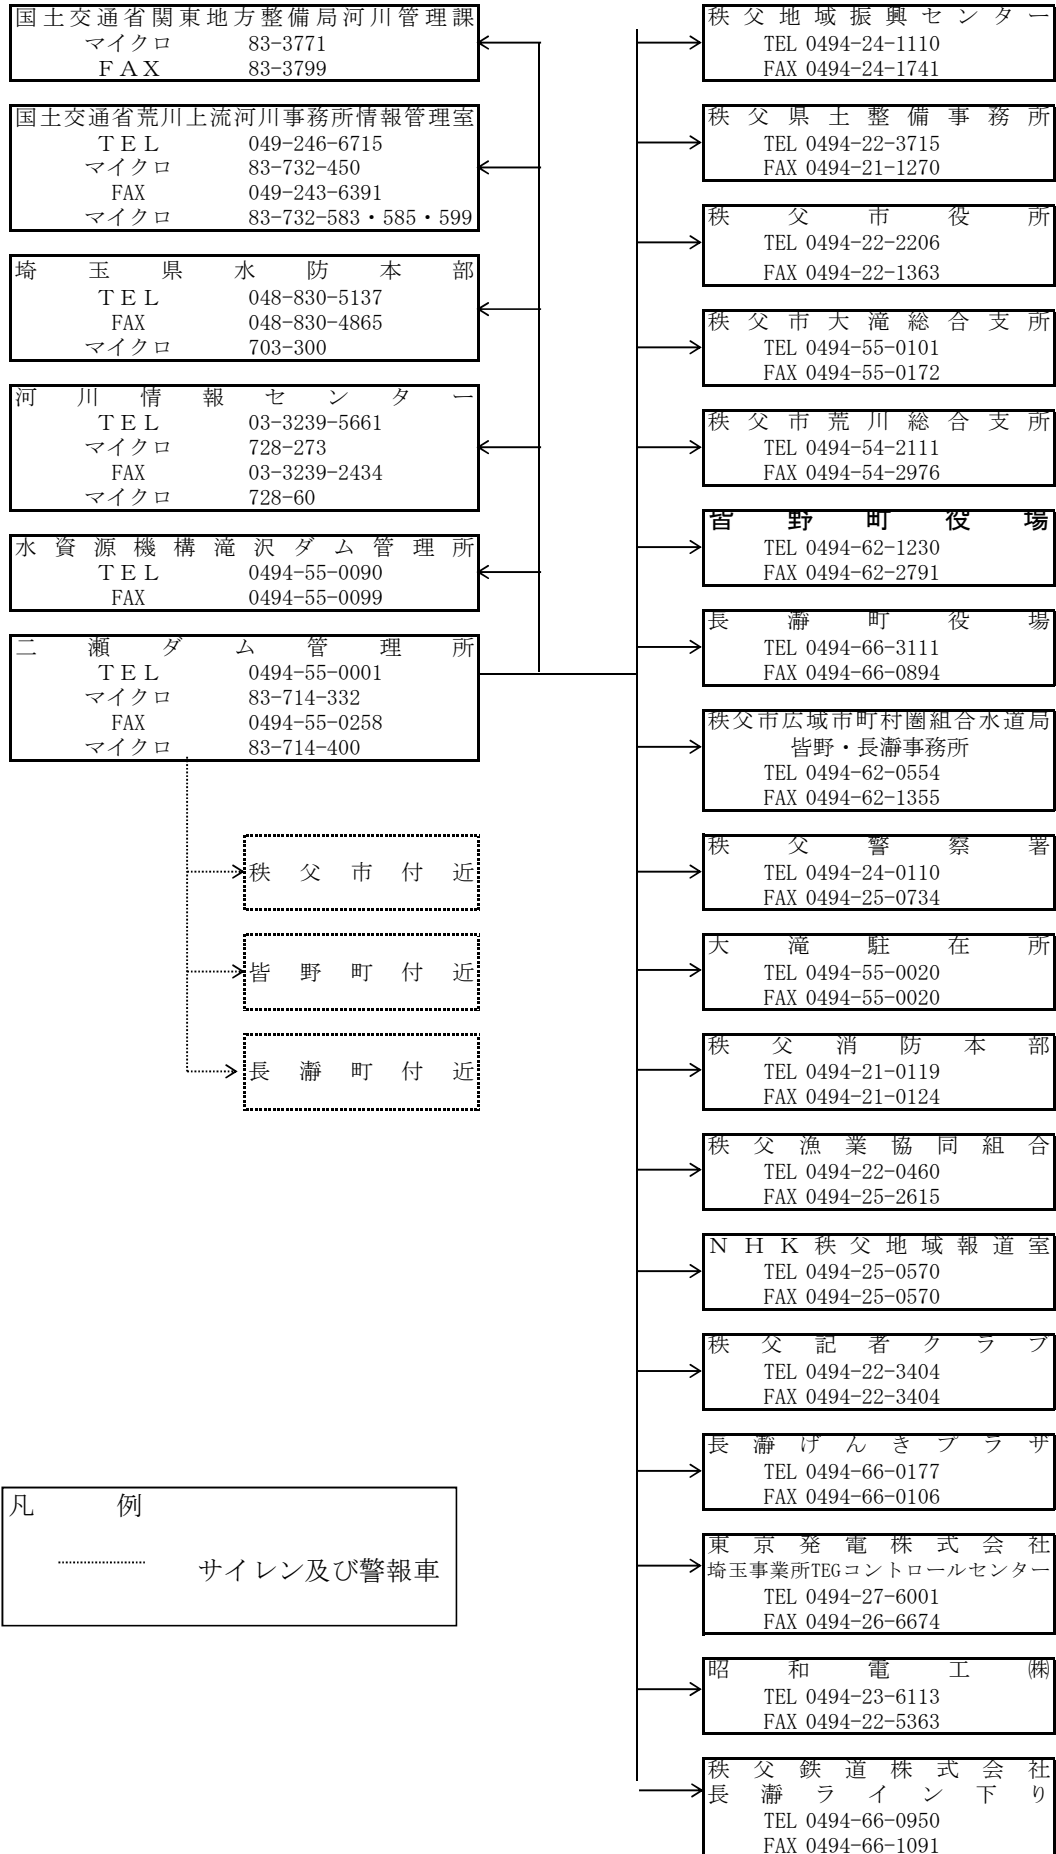 国土交通省関東地方整備局河川管理課
マイクロ 83-3771
ＦＡＸ 83-3799
国土交通省荒川上流河川事務所情報管理室
ＴＥＬ 049-246-6715
マイクロ 83-732-450
FAX 049-243-6391
マイクロ 83-732-583・585・599
埼玉県水防本部
ＴＥＬ 048-830-5137
FAX 048-830-4865
マイクロ 703-300
河川情報センター
ＴＥＬ 03-3239-5661
マイクロ 728-273
FAX 03-3239-2434
マイクロ 728-60
水資源機構滝沢ダム管理所
ＴＥＬ 0494-55-0090
FAX 0494-55-0099
二瀬ダム管理所
ＴＥＬ 0494-55-0001
マイクロ 83-714-332
FAX 0494-55-0258
マイクロ 83-714-400
秩父市付近
皆野町付近
長瀞町付近
凡例
サイレン及び警報車
秩父地域振興センター
TEL 0494-24-1110
FAX 0494-24-1741
秩父県土整備事務所
TEL 0494-22-3715
FAX 0494-21-1270
秩父市役所
TEL 0494-22-2206
FAX 0494-22-1363
秩父市大滝総合支所
TEL 0494-55-0101
FAX 0494-55-0172
秩父市荒川総合支所
TEL 0494-54-2111
FAX 0494-54-2976
皆野町役場
TEL 0494-62-1230
FAX 0494-62-2791
長瀞町役場
TEL 0494-66-3111
FAX 0494-66-0894
秩父市広域市町村圏組合水道局
皆野・長瀞事務所
TEL 0494-62-0554
FAX 0494-62-1355
秩父警察署
TEL 0494-24-0110
FAX 0494-25-0734
大滝駐在所
TEL 0494-55-0020
FAX 0494-55-0020
秩父消防本部
TEL 0494-21-0119
FAX 0494-21-0124
秩父漁業協同組合
TEL 0494-22-0460
FAX 0494-25-2615
ＮＨＫ秩父地域報道室
TEL 0494-25-0570
FAX 0494-25-0570
秩父記者クラブ
TEL 0494-22-3404
FAX 0494-22-3404
長瀞げんきプラザ
TEL 0494-66-0177
FAX 0494-66-0106
東京発電株式会社
埼玉事業所TEGコントロールセンター
TEL 0494-27-6001
FAX 0494-26-6674
昭和電工㈱
TEL 0494-23-6113
FAX 0494-22-5363
秩父鉄道株式会社
長瀞ライン下り
TEL 0494-66-0950
FAX 0494-66-1091